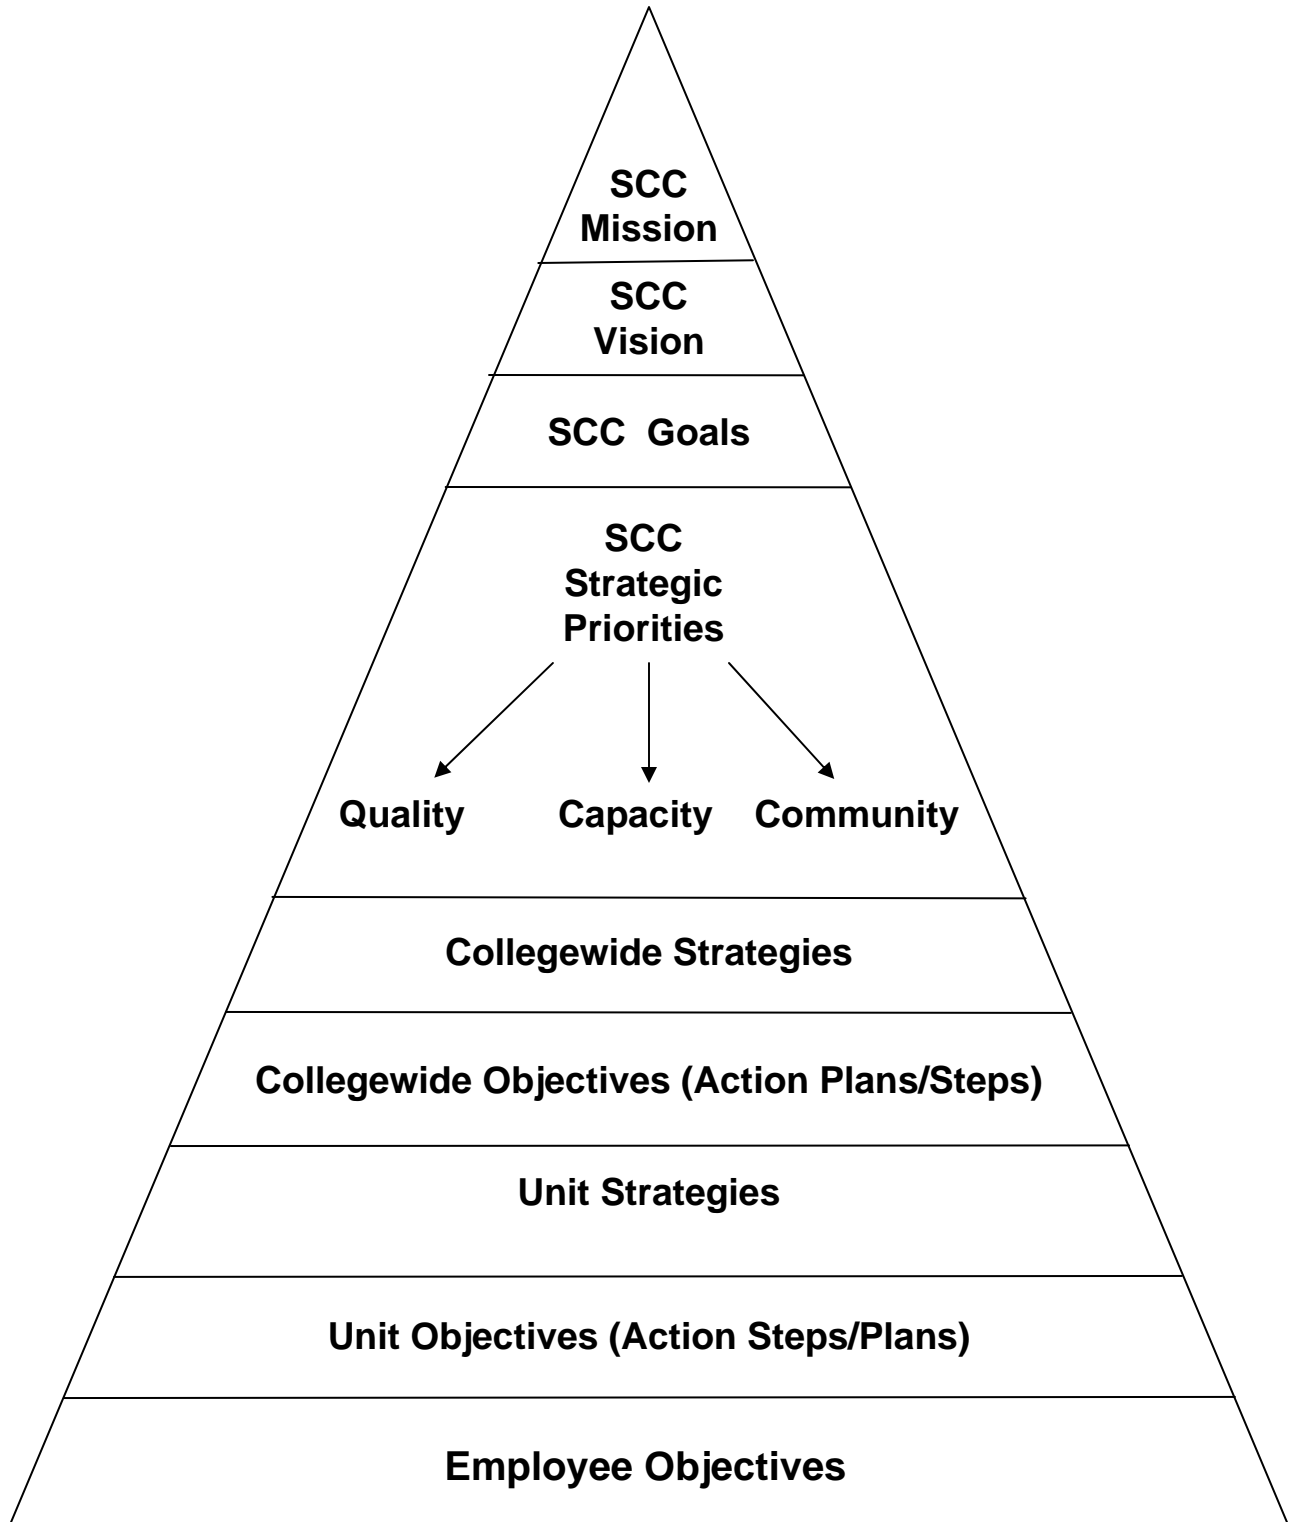 SCC
Mission
SCC
Vision
SCC  Goals
SCC
Strategic
Priorities
Quality Capacity Community
Collegewide Strategies
Collegewide Objectives (Action Plans/Steps)
Unit Strategies
Unit Objectives (Action Steps/Plans)
Employee Objectives